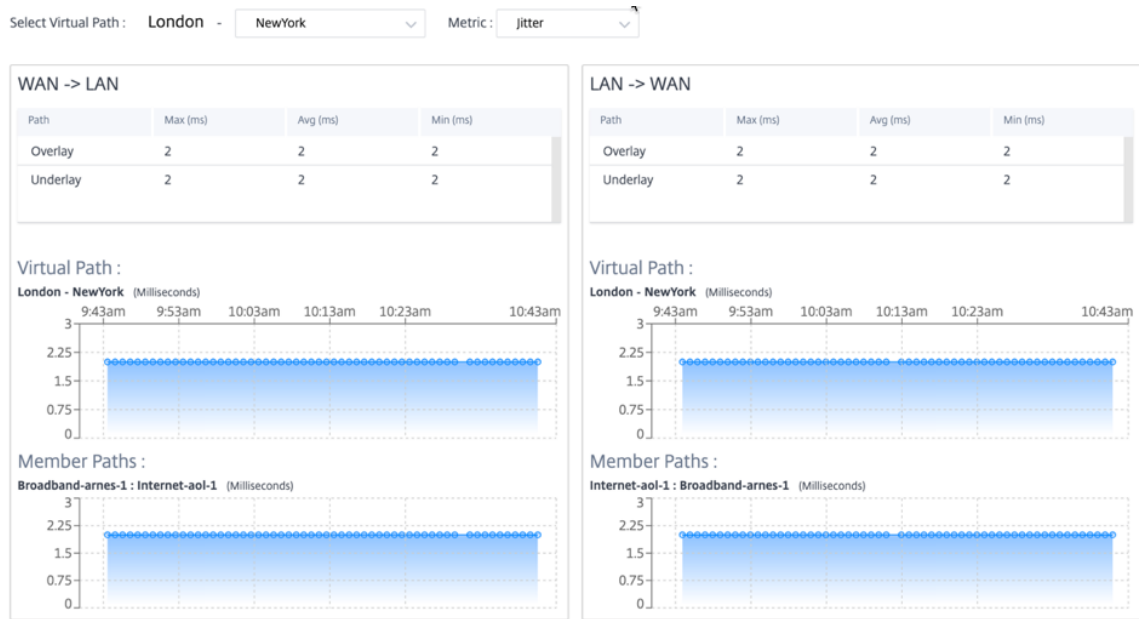 Select Virtual Path : London - NewYork Metric : Jitter
WAN -> LAN
Path Max (ms) Avg (ms) Min (ms)
Overlay 2 2 2
Underlay 2 2 2
Virtual Path :
London - NewYork (Milliseconds)
9:43am 9:53am 10:03am 10:13am 10:23am 10:43am
3
2.25
1.5
0.75
0
Member Paths :
Broadband-arnes-1 : Internet-aol-1 (Milliseconds)
3
2.25
1.5
0.75
0
LAN -> WAN
Path Max (ms) Avg (ms) Min (ms)
Overlay 2 2 2
Underlay 2 2 2
Virtual Path :
London - NewYork (Milliseconds)
9:43am 9:53am 10:03am 10:13am 10:23am 10:43am
3
2.25
1.5
0.75
0
Member Paths :
Internet-aol-1 : Broadband-arnes-1 (Milliseconds)
3
2.25
1.5
0.75
0